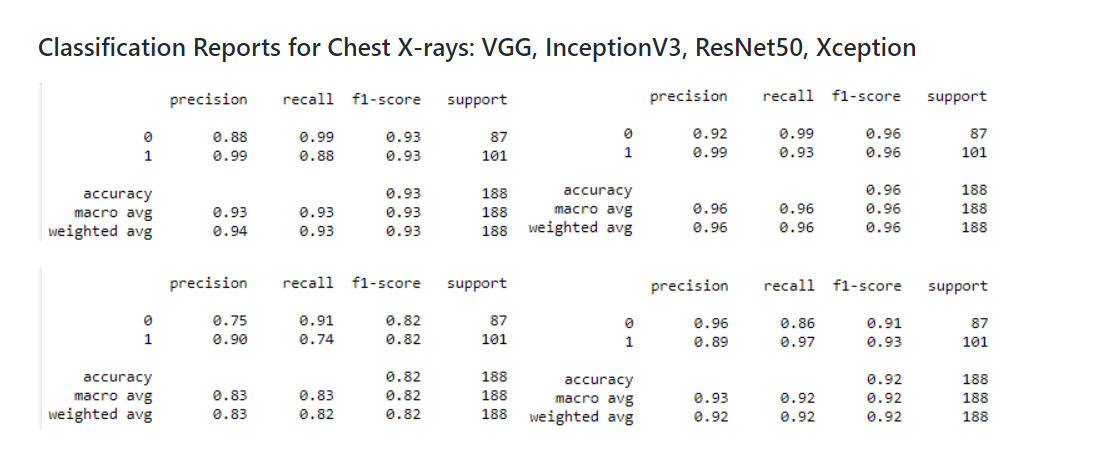 Classification Reports for Chest X-rays: VGG, InceptionV3, ResNet50, Xception
precision recall f1-score support
0 0.88 0.99 0.93 87
1 0.99 0.88 0.93 101
accuracy 0.93 188
macro avg 0.93 0.93 0.93 188
weighted avg 0.94 0.93 0.93 188
precision recall f1-score support
0 0.92 0.99 0.96 87
1 0.99 0.93 0.96 101
accuracy 0.96 188
macro avg 0.96 0.96 0.96 188
weighted avg 0.96 0.96 0.96 188
precision recall f1-score support
0 0.75 0.91 0.82 87
1 0.90 0.74 0.82 101
accuracy 0.82 188
macro avg 0.83 0.83 0.82 188
weighted avg 0.83 0.82 0.82 188
precision recall f1-score support
0 0.96 0.86 0.91 87
1 0.89 0.97 0.93 101
accuracy 0.92 188
macro avg 0.93 0.92 0.92 188
weighted avg 0.92 0.92 0.92 188